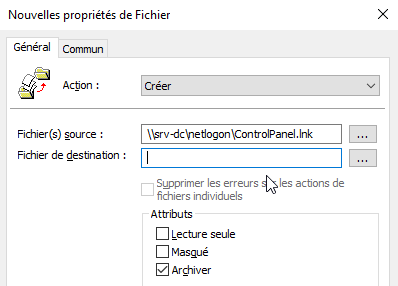 Nouvelles propriétés de Fichier
Général
Commun
Action :
Créer
Fichier(s) source :
\\srv-dc\netlogon\ControlPanel.lnk
...
Fichier de destination :
...
Supprimer les erreurs sur les actions de
fichiers individuels
Attributs
Lecture seule
Masqué
Archiver